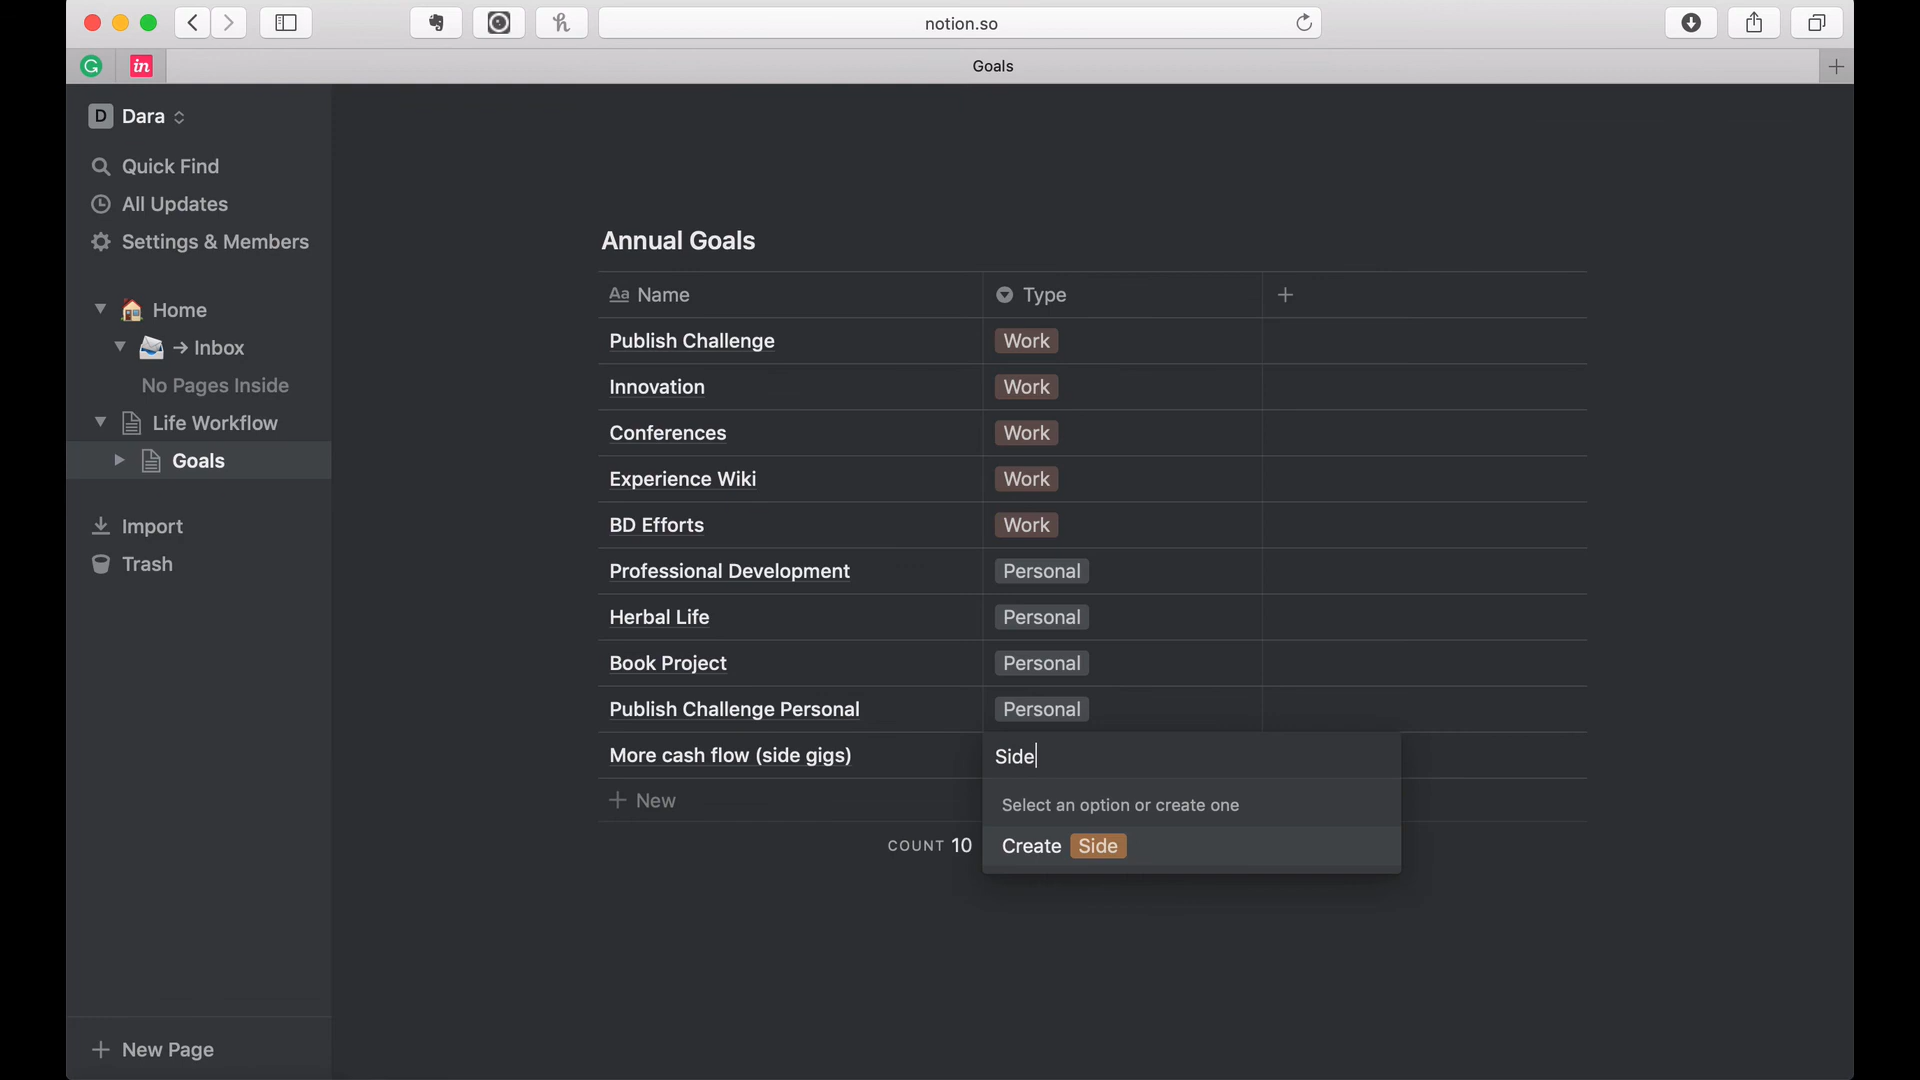 notion.so
in
Goals
D Dara
Quick Find
All Updates
Settings & Members
Home
→ Inbox
No Pages Inside
Life Workflow
Goals
Import
Trash
New Page
Annual Goals
Aa Name Type
Publish Challenge Work
Innovation Work
Conferences Work
Experience Wiki Work
BD Efforts Work
Professional Development Personal
Herbal Life Personal
Book Project Personal
Publish Challenge Personal Personal
More cash flow (side gigs) Side
+ New
Select an option or create one
COUNT 10
Create Side